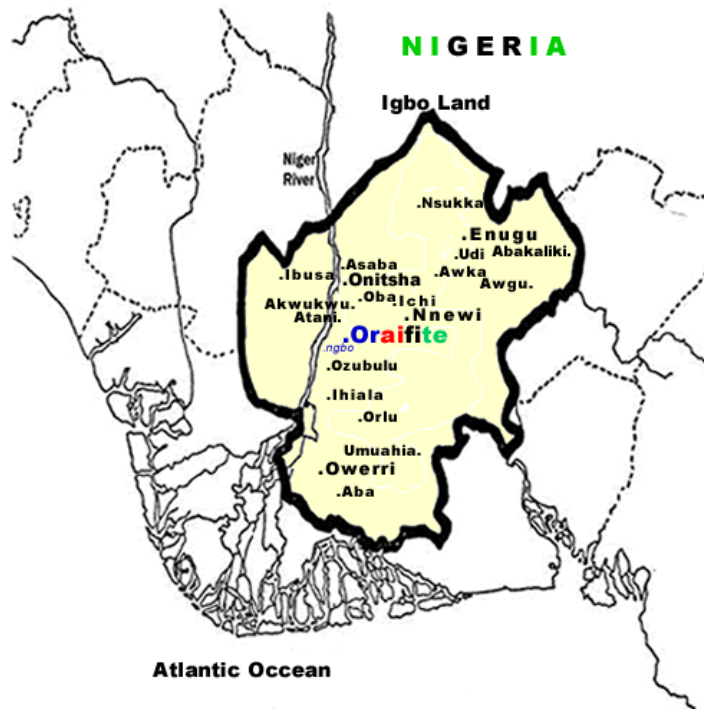 NIGERIA
Igbo Land
Niger
River
.Nsukka
.Enugu
.Udi
Abakaliki.
.Asaba
.Ibusa
.Onitsha
.Awka
Awgu.
.Oba
.Ichi
Akwukwu.
Atani.
.Nnewi
.Oraifite
.ngbo
.Ozubulu
.Ihiala
.Orlu
Umuahia.
.Owerri
.Aba
Atlantic Occean